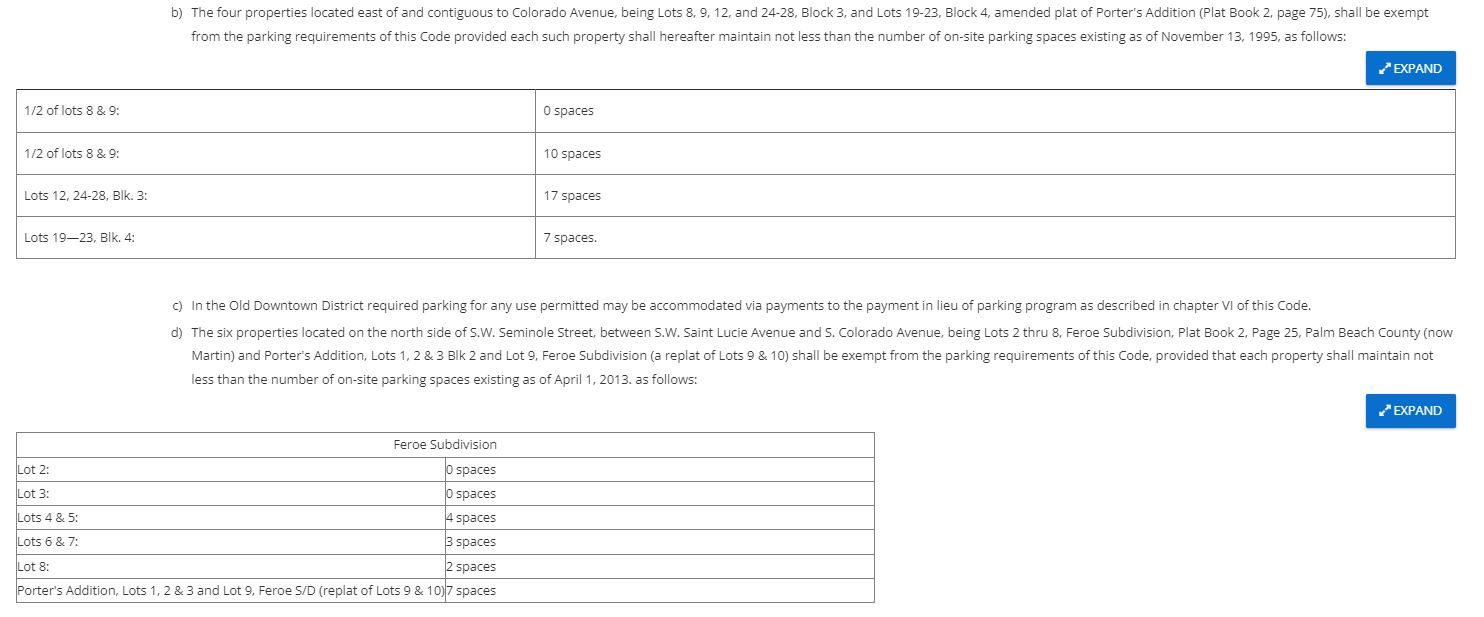 b) The four properties located east of and contiguous to Colorado Avenue, being Lots 8, 9, 12, and 24-28, Block 3, and Lots 19-23, Block 4, amended plat of Porter's Addition (Plat Book 2, page 75), shall be exempt
from the parking requirements of this Code provided each such property shall hereafter maintain not less than the number of on-site parking spaces existing as of November 13, 1995, as follows:
EXPAND
1/2 of lots 8 & 9: 0 spaces
1/2 of lots 8 & 9: 10 spaces
Lots 12, 24-28, Blk. 3: 17 spaces
Lots 19—23, Blk. 4: 7 spaces.
c) In the Old Downtown District required parking for any use permitted may be accommodated via payments to the payment in lieu of parking program as described in chapter VI of this Code.
d) The six properties located on the north side of S.W. Seminole Street, between S.W. Saint Lucie Avenue and S. Colorado Avenue, being Lots 2 thru 8, Feroe Subdivision, Plat Book 2, Page 25, Palm Beach County (now
Martin) and Porter's Addition, Lots 1, 2 & 3 Blk 2 and Lot 9, Feroe Subdivision (a replat of Lots 9 & 10) shall be exempt from the parking requirements of this Code, provided that each property shall maintain not
less than the number of on-site parking spaces existing as of April 1, 2013. as follows:
EXPAND
Feroe Subdivision
Lot 2: 0 spaces
Lot 3: 0 spaces
Lots 4 & 5: 4 spaces
Lots 6 & 7: 3 spaces
Lot 8: 2 spaces
Porter's Addition, Lots 1, 2 & 3 and Lot 9, Feroe S/D (replat of Lots 9 & 10) 7 spaces